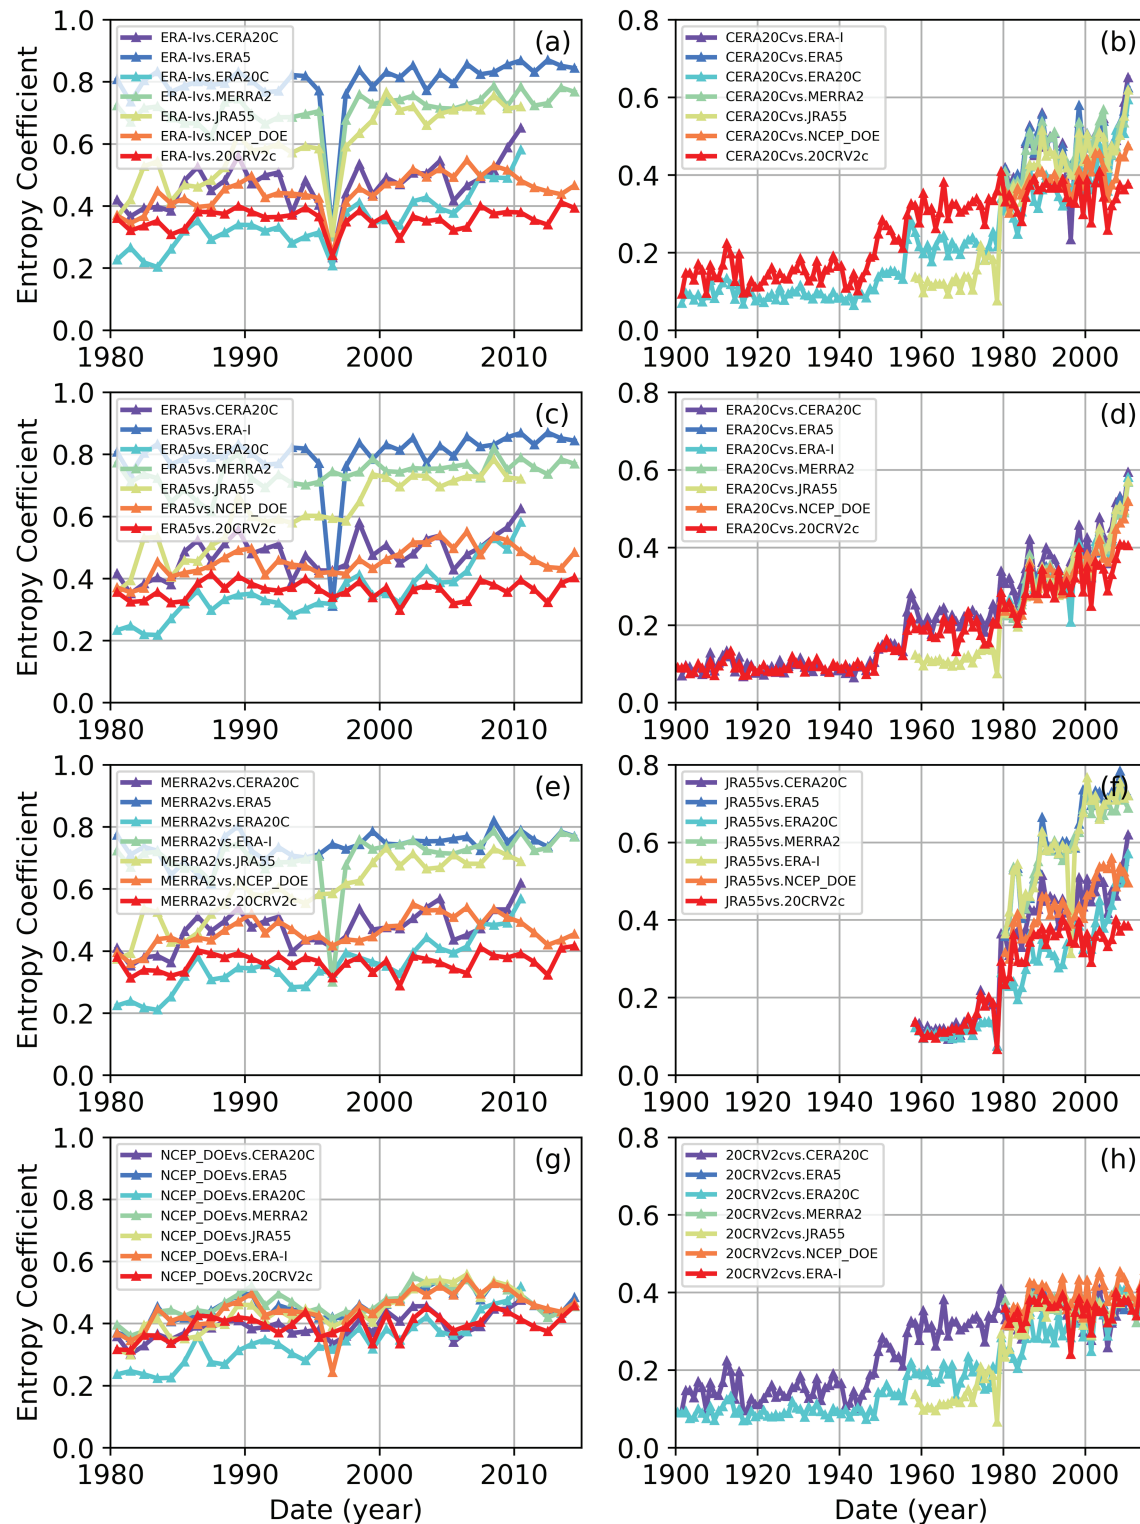 1.0
0.8
0.6
0.4
0.2
0.0
Entropy Coefficient
ERA-Ivs.CERA20C
ERA-Ivs.ERA5
ERA-Ivs.ERA20C
ERA-Ivs.MERRA2
ERA-Ivs.JRA55
ERA-Ivs.NCEP_DOE
ERA-Ivs.20CRV2c
(a)
1980 1990 2000 2010
0.8
0.6
0.4
0.2
0.0
CERA20Cvs.ERA-I
CERA20Cvs.ERA5
CERA20Cvs.ERA20C
CERA20Cvs.MERRA2
CERA20Cvs.JRA55
CERA20Cvs.NCEP_DOE
CERA20Cvs.20CRV2c
(b)
1900 1920 1940 1960 1980 2000
1.0
0.8
0.6
0.4
0.2
0.0
Entropy Coefficient
ERA5vs.CERA20C
ERA5vs.ERA-I
ERA5vs.ERA20C
ERA5vs.MERRA2
ERA5vs.JRA55
ERA5vs.NCEP_DOE
ERA5vs.20CRV2c
(c)
1980 1990 2000 2010
0.8
0.6
0.4
0.2
0.0
ERA20Cvs.CERA20C
ERA20Cvs.ERA5
ERA20Cvs.ERA-I
ERA20Cvs.MERRA2
ERA20Cvs.JRA55
ERA20Cvs.NCEP_DOE
ERA20Cvs.20CRV2c
(d)
1900 1920 1940 1960 1980 2000
1.0
0.8
0.6
0.4
0.2
0.0
Entropy Coefficient
MERRA2vs.CERA20C
MERRA2vs.ERA5
MERRA2vs.ERA20C
MERRA2vs.ERA-I
MERRA2vs.JRA55
MERRA2vs.NCEP_DOE
MERRA2vs.20CRV2c
(e)
1980 1990 2000 2010
0.8
0.6
0.4
0.2
0.0
JRA55vs.CERA20C
JRA55vs.ERA5
JRA55vs.ERA20C
JRA55vs.MERRA2
JRA55vs.ERA-I
JRA55vs.NCEP_DOE
JRA55vs.20CRV2c
(f)
1900 1920 1940 1960 1980 2000
1.0
0.8
0.6
0.4
0.2
0.0
Entropy Coefficient
NCEP_DOEvs.CERA20C
NCEP_DOEvs.ERA5
NCEP_DOEvs.ERA20C
NCEP_DOEvs.MERRA2
NCEP_DOEvs.JRA55
NCEP_DOEvs.ERA-I
NCEP_DOEvs.20CRV2c
(g)
1980 1990 2000 2010
Date (year)
0.8
0.6
0.4
0.2
0.0
20CRV2cvs.CERA20C
20CRV2cvs.ERA5
20CRV2cvs.ERA20C
20CRV2cvs.MERRA2
20CRV2cvs.JRA55
20CRV2cvs.NCEP_DOE
20CRV2cvs.ERA-I
(h)
1900 1920 1940 1960 1980 2000
Date (year)